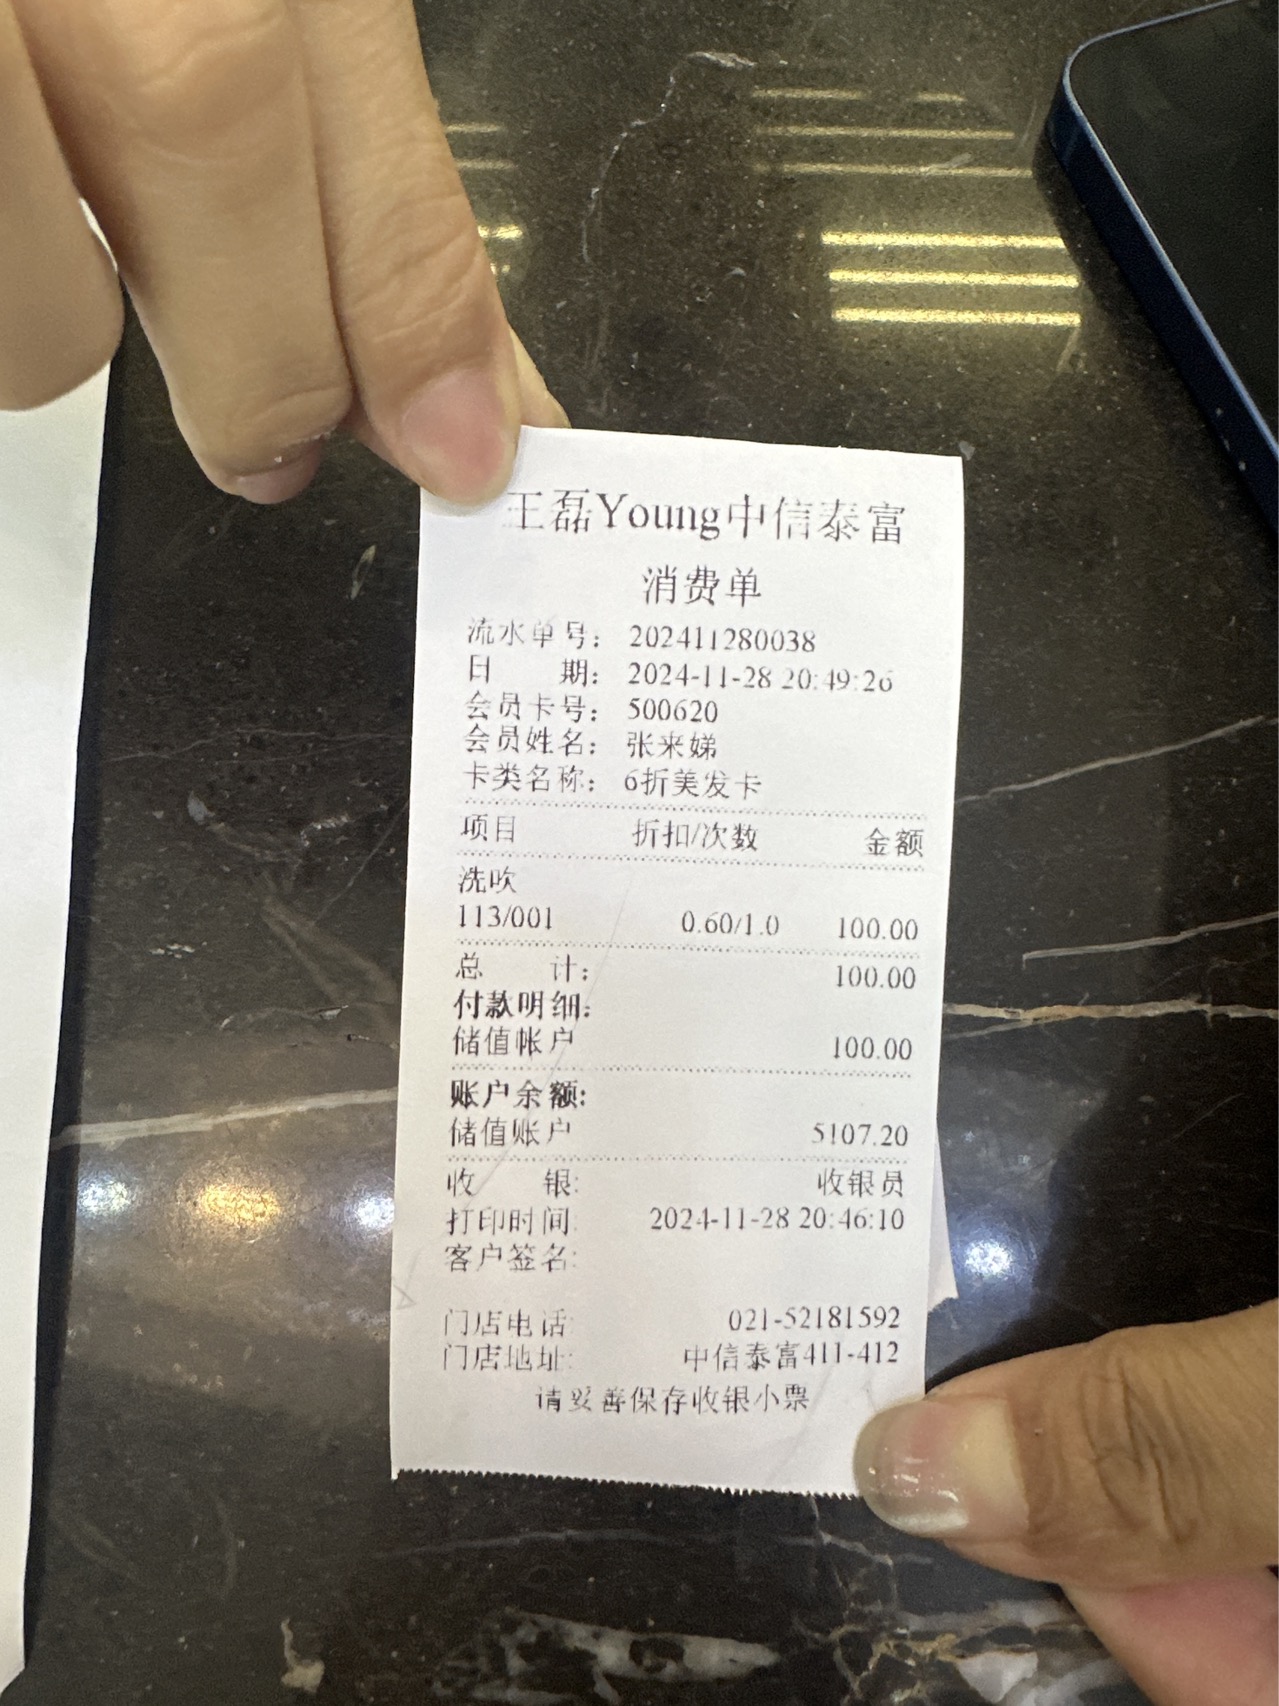 王磊Young中信泰富
消费单
流水单号： 202411280038
日 期： 2024-11-28 20:49:26
会员卡号： 500620
会员姓名： 张来娣
卡类名称： 6折美发卡
项目 折扣/次数 金额
洗吹
113/001 0.60/1.0 100.00
总 计： 100.00
付款明细:
储值帐户 100.00
账户余额:
储值账户 5107.20
收 银: 收银员
打印时间: 2024-11-28 20:46:10
客户签名:
门店电话: 021-52181592
门店地址: 中信泰富411-412
请妥善保存收银小票